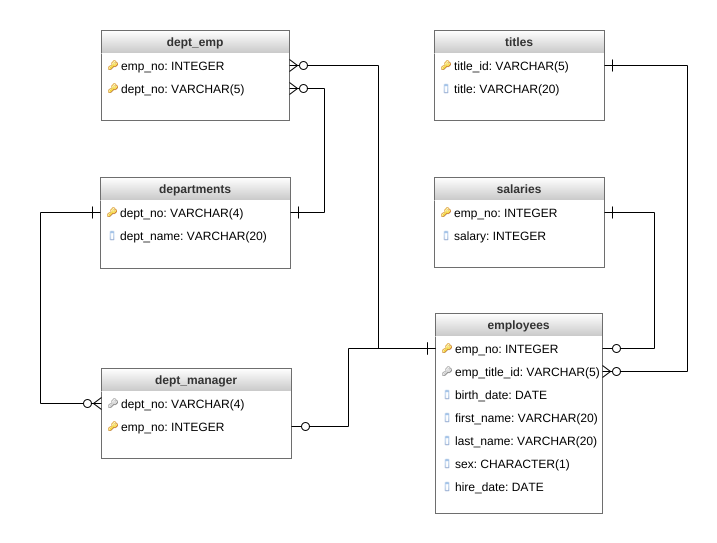 dept_emp
emp_no: INTEGER
dept_no: VARCHAR(5)
titles
title_id: VARCHAR(5)
title: VARCHAR(20)
departments
dept_no: VARCHAR(4)
dept_name: VARCHAR(20)
salaries
emp_no: INTEGER
salary: INTEGER
dept_manager
dept_no: VARCHAR(4)
emp_no: INTEGER
employees
emp_no: INTEGER
emp_title_id: VARCHAR(5)
birth_date: DATE
first_name: VARCHAR(20)
last_name: VARCHAR(20)
sex: CHARACTER(1)
hire_date: DATE